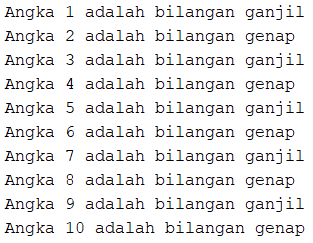 Angka 1 adalah bilangan ganjil
Angka 2 adalah bilangan genap
Angka 3 adalah bilangan ganjil
Angka 4 adalah bilangan genap
Angka 5 adalah bilangan ganjil
Angka 6 adalah bilangan genap
Angka 7 adalah bilangan ganjil
Angka 8 adalah bilangan genap
Angka 9 adalah bilangan ganjil
Angka 10 adalah bilangan genap